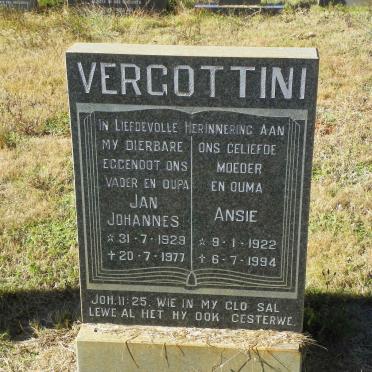 VERGOTTINI
IN LIEFDEVOLLE HERINNERING AAN
MY DIERBARE
EGGENOOT ONS
VADER EN OUPA
JAN
JOHANNES
☆ 31-7-1923
✝ 20-7-1977
ONS GELIEFDE
MOEDER
EN OUMA
ANSIE
☆ 9-1-1922
✝ 6-7-1994
JOH.11:25. WIE IN MY GLO SAL
LEWE AL HET HY OOK GESTERWE.